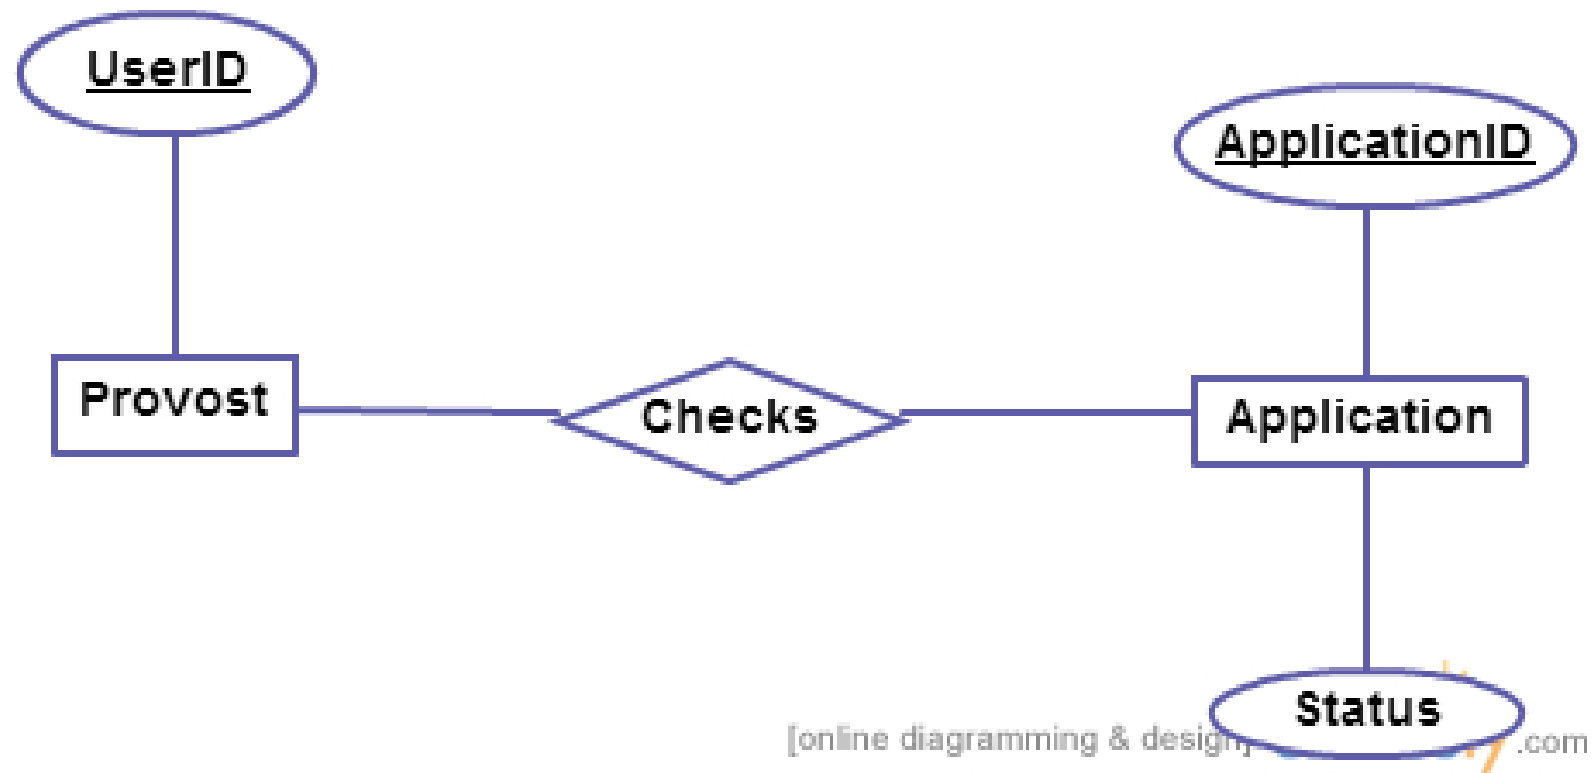 UserID
ApplicationID
Provost
Checks
Application
Status
[online diagramming & design]
.com